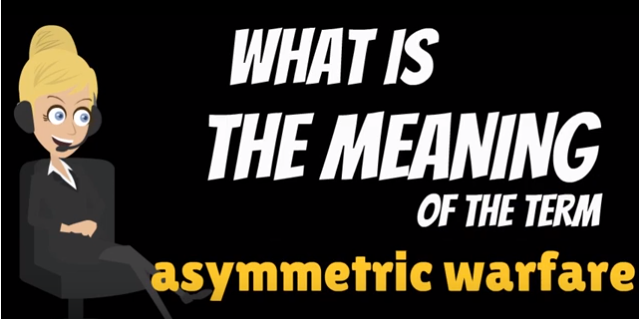 WHAT IS
THE MEANING
OF THE TERM
asymmetric warfare